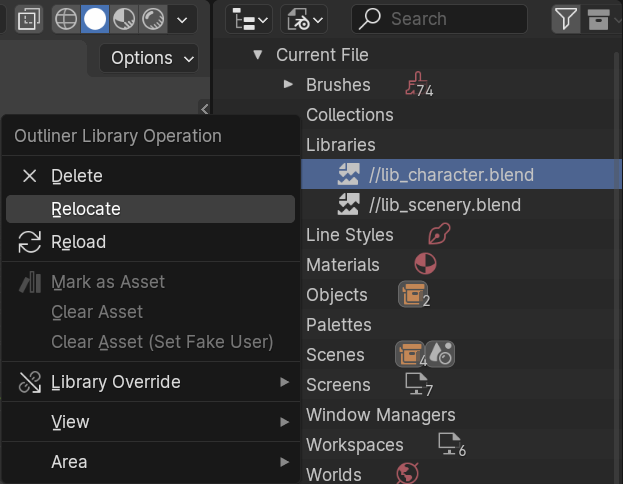 Search
Options
Current File
Brushes
74
Collections
Outliner Library Operation
Libraries
Delete
//lib_character.blend
Relocate
//lib_scenery.blend
Reload
Line Styles
Materials
Mark as Asset
Objects
2
Clear Asset
Palettes
Clear Asset (Set Fake User)
Scenes
4
Library Override
Screens
7
View
Window Managers
Workspaces
6
Area
Worlds